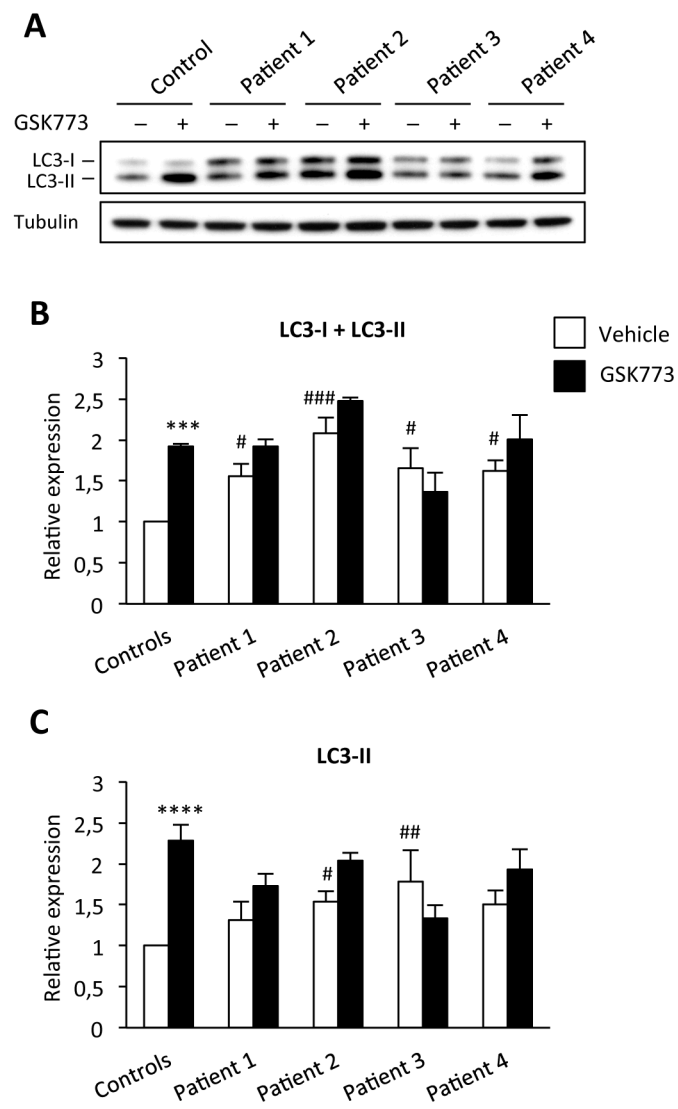 A
Control Patient 1 Patient 2 Patient 3 Patient 4
GSK773 – + – + – + – + – +
LC3-I –
LC3-II –
Tubulin
B
LC3-I + LC3-II
Vehicle
GSK773
Relative expression
3
2,5
2
1,5
1
0,5
0
***
#
###
#
#
Controls Patient 1 Patient 2 Patient 3 Patient 4
C
LC3-II
Relative expression
3
2,5
2
1,5
1
0,5
0
****
#
##
Controls Patient 1 Patient 2 Patient 3 Patient 4